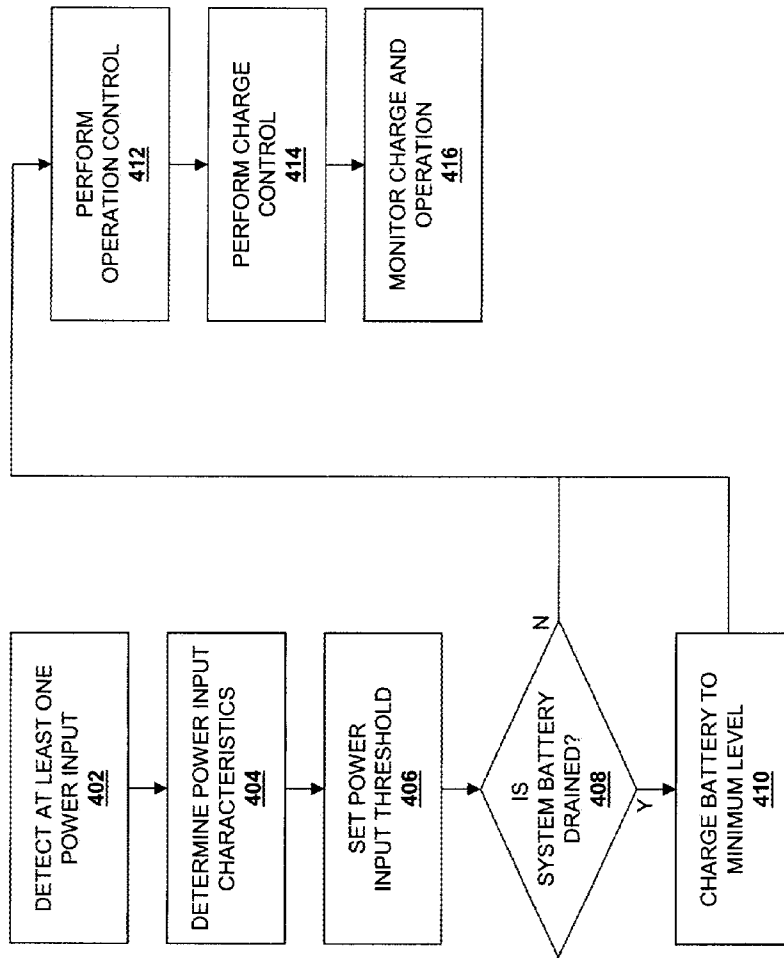 DETECT AT LEAST ONE
POWER INPUT
402
DETERMINE POWER INPUT
CHARACTERISTICS
404
SET POWER
INPUT THRESHOLD
406
IS
SYSTEM BATTERY
DRAINED?
408
N
Y
CHARGE BATTERY TO
MINIMUM LEVEL
410
PERFORM
OPERATION CONTROL
412
PERFORM CHARGE
CONTROL
414
MONITOR CHARGE AND
OPERATION
416